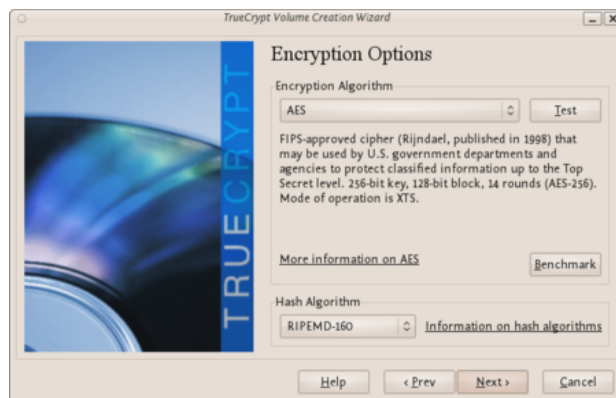 TrueCrypt Volume Creation Wizard
TRUECRYPT
Encryption Options
Encryption Algorithm
AES
Test
FIPS-approved cipher (Rijndael, published in 1998) that
may be used by U.S. government departments and
agencies to protect classified information up to the Top
Secret level. 256-bit key, 128-bit block, 14 rounds (AES-256).
Mode of operation is XTS.
More information on AES
Benchmark
Hash Algorithm
RIPEMD-160
Information on hash algorithms
Help
< Prev
Next >
Cancel